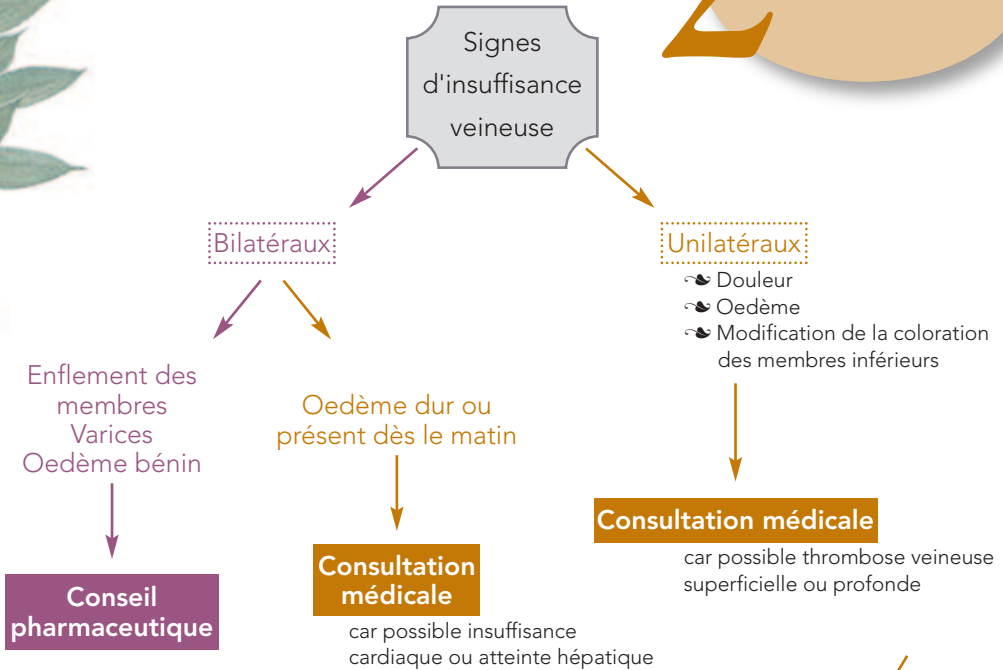 Signes
d'insuffisance
veineuse
Bilatéraux
Unilatéraux
Douleur
Oedème
Modification de la coloration
des membres inférieurs
Enflement des
membres
Varices
Oedème bénin
Oedème dur ou
présent dès le matin
Conseil
pharmaceutique
Consultation
médicale
car possible insuffisance
cardiaque ou atteinte hépatique
Consultation médicale
car possible thrombose veineuse
superficielle ou profonde